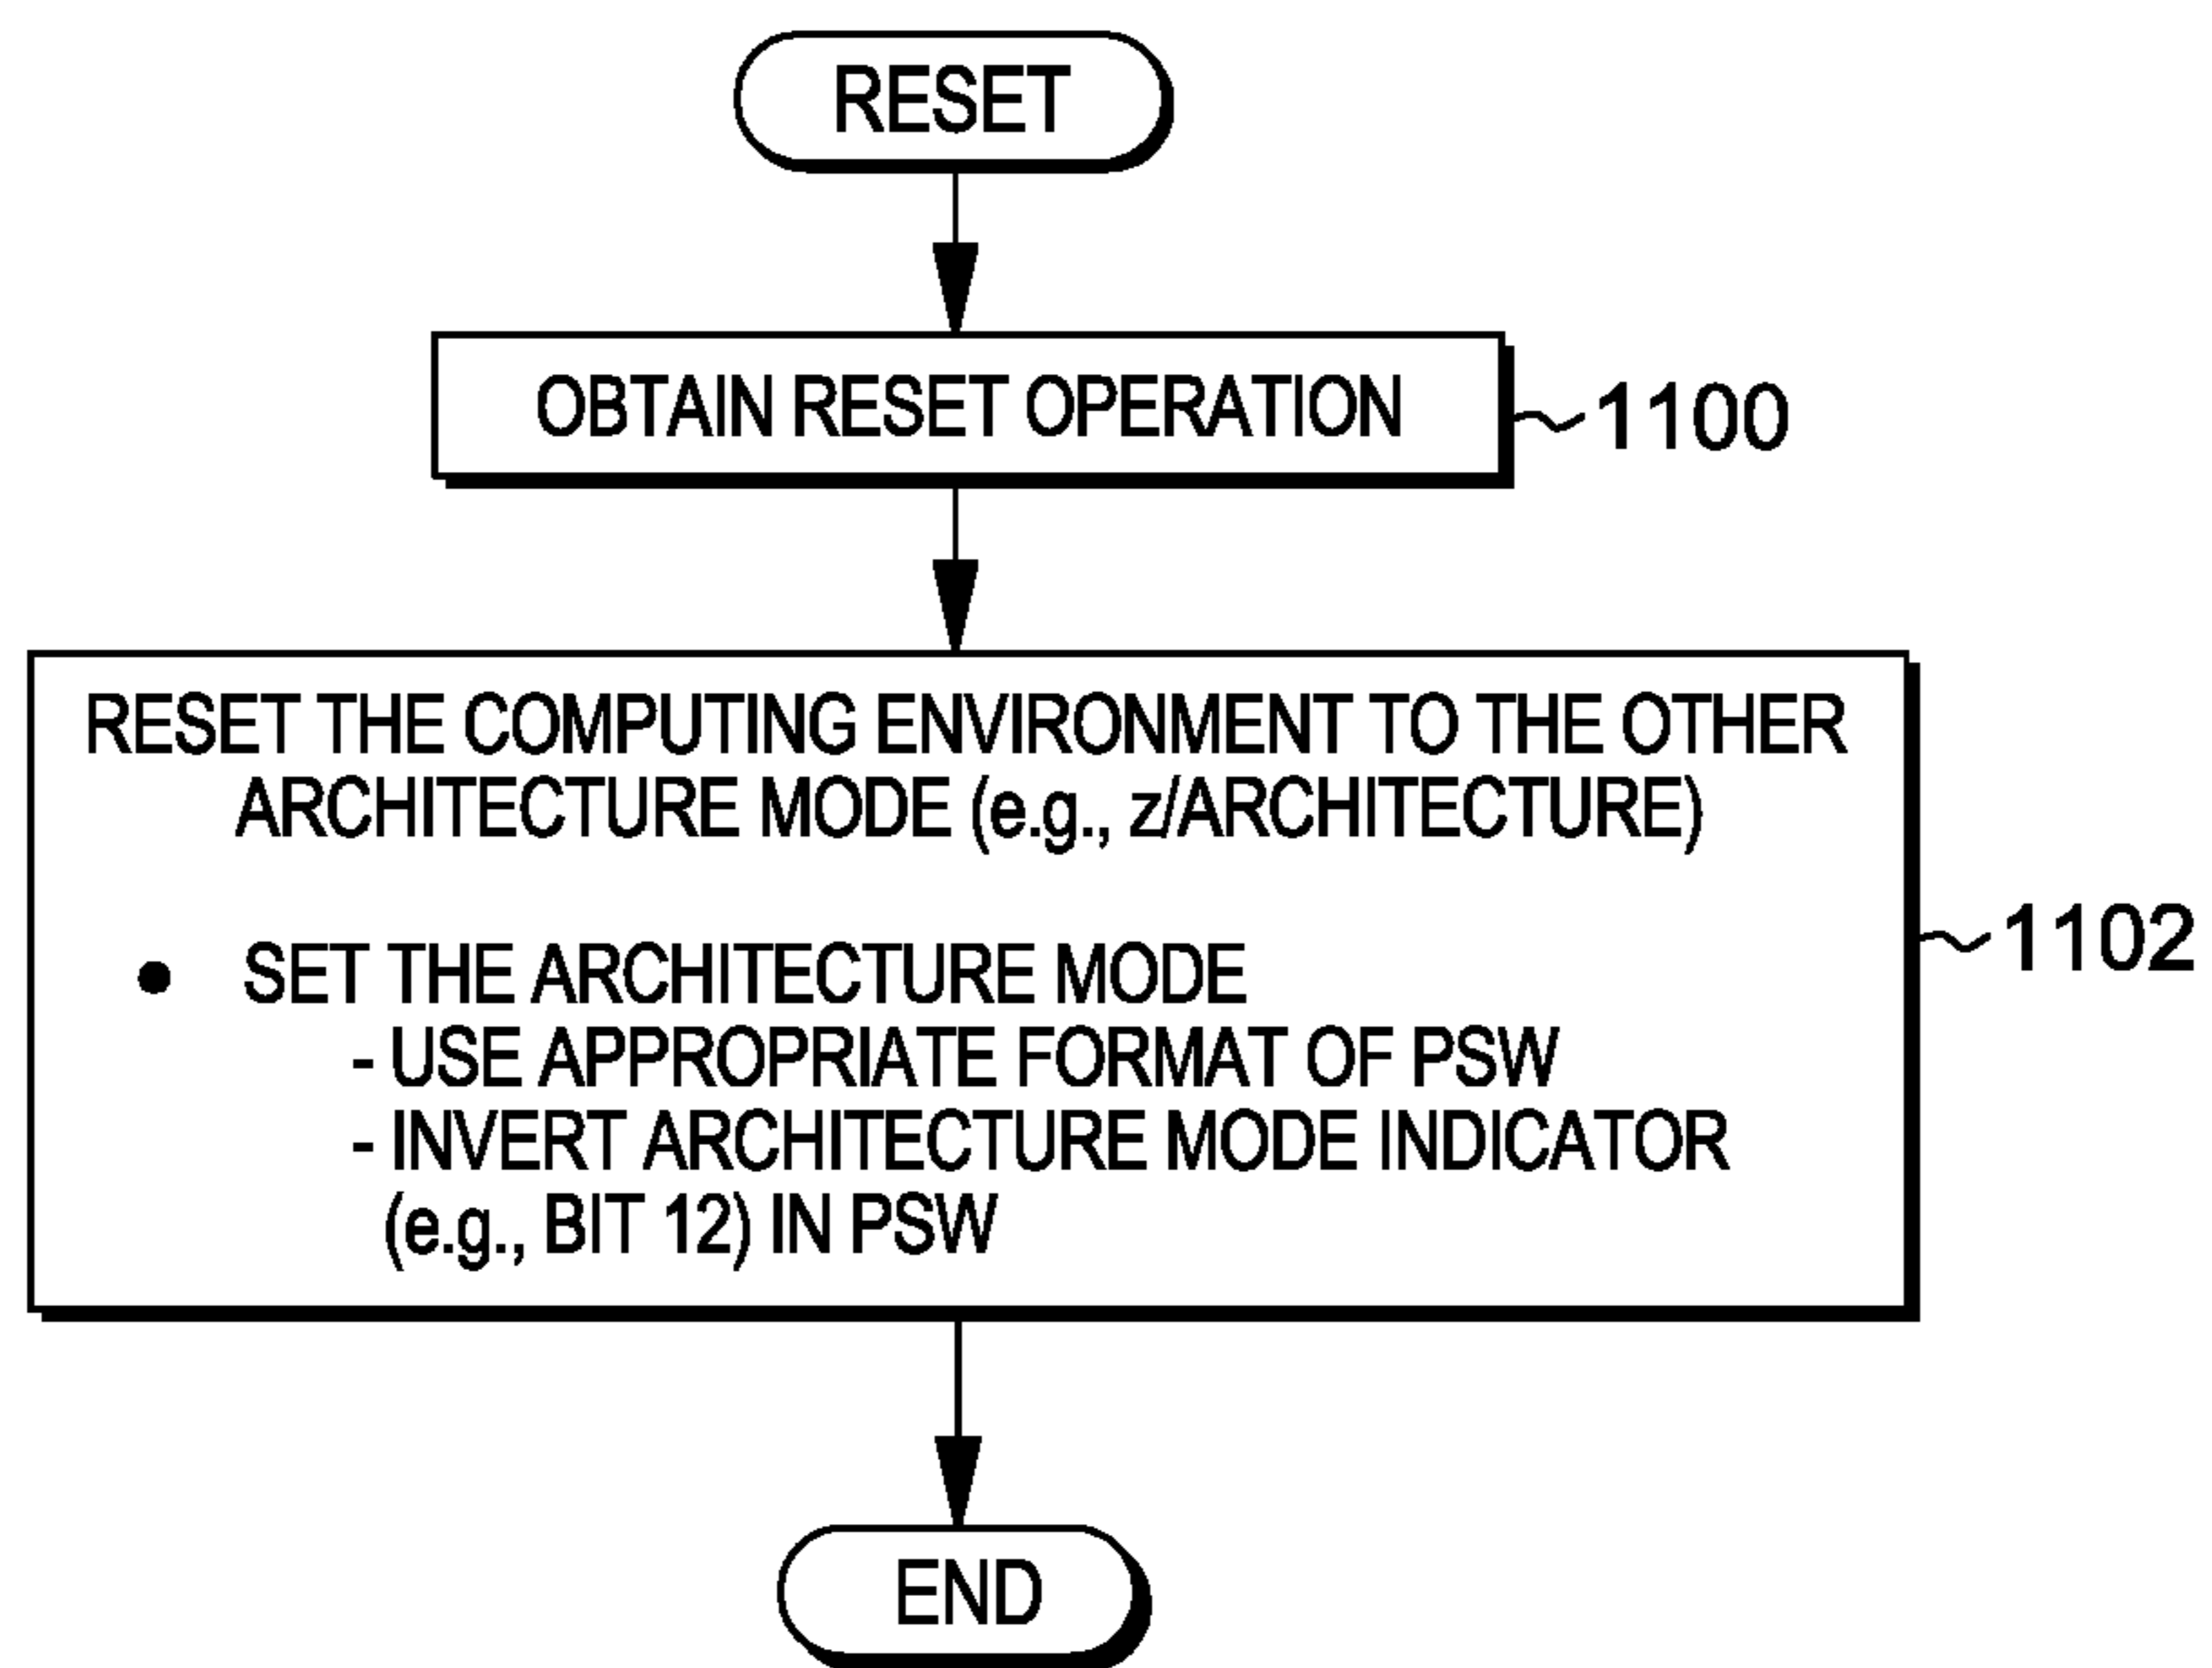 RESET
OBTAIN RESET OPERATION
1100
RESET THE COMPUTING ENVIRONMENT TO THE OTHER
ARCHITECTURE MODE (e.g., z/ARCHITECTURE)
• SET THE ARCHITECTURE MODE
- USE APPROPRIATE FORMAT OF PSW
- INVERT ARCHITECTURE MODE INDICATOR
(e.g., BIT 12) IN PSW
1102
END